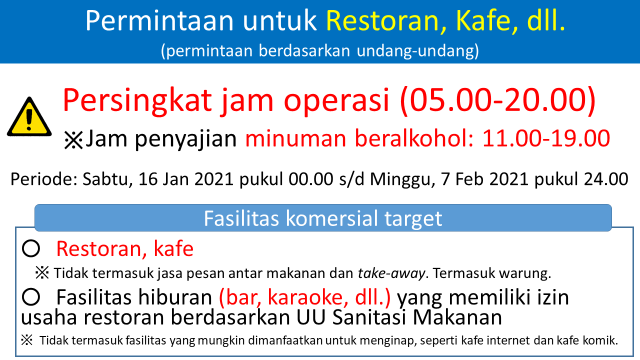 Permintaan untuk Restoran, Kafe, dll.
(permintaan berdasarkan undang-undang)
Persingkat jam operasi (05.00-20.00)
※Jam penyajian minuman beralkohol: 11.00-19.00
Periode: Sabtu, 16 Jan 2021 pukul 00.00 s/d Minggu, 7 Feb 2021 pukul 24.00
Fasilitas komersial target
○ Restoran, kafe
※ Tidak termasuk jasa pesan antar makanan dan take-away. Termasuk warung.
○ Fasilitas hiburan (bar, karaoke, dll.) yang memiliki izin
usaha restoran berdasarkan UU Sanitasi Makanan
※ Tidak termasuk fasilitas yang mungkin dimanfaatkan untuk menginap, seperti kafe internet dan kafe komik.